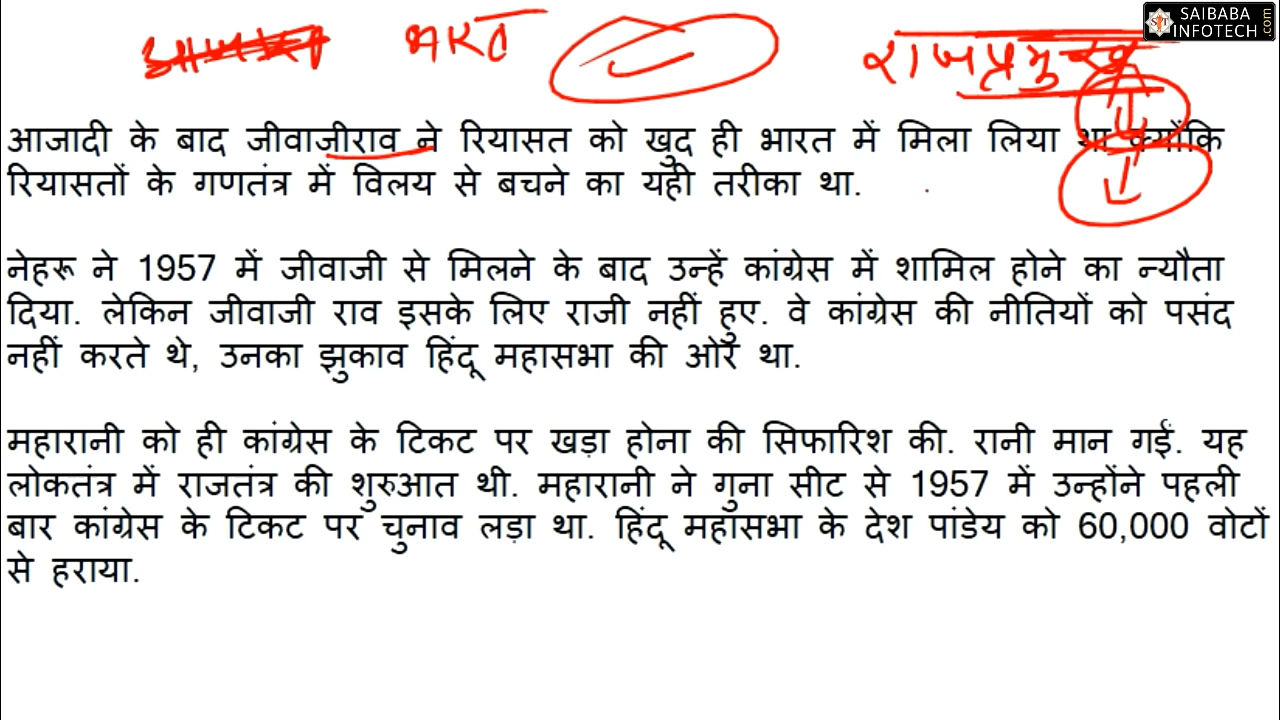 SAIBABA
INFOTECH.com
भारत
राजप्रमुख
आजादी के बाद जीवाजीराव ने रियासत को खुद ही भारत में मिला लिया था क्योंकि
रियासतों के गणतंत्र में विलय से बचने का यही तरीका था.
नेहरू ने 1957 में जीवाजी से मिलने के बाद उन्हें कांग्रेस में शामिल होने का न्यौता
दिया. लेकिन जीवाजी राव इसके लिए राजी नहीं हुए. वे कांग्रेस की नीतियों को पसंद
नहीं करते थे, उनका झुकाव हिंदू महासभा की ओर था.
महारानी को ही कांग्रेस के टिकट पर खड़ा होना की सिफारिश की. रानी मान गईं. यह
लोकतंत्र में राजतंत्र की शुरुआत थी. महारानी ने गुना सीट से 1957 में उन्होंने पहली
बार कांग्रेस के टिकट पर चुनाव लड़ा था. हिंदू महासभा के देश पांडेय को 60,000 वोटों
से हराया.